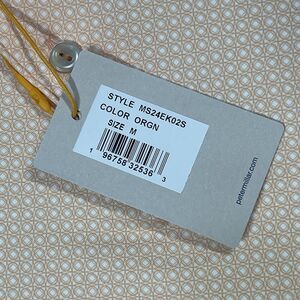 STYLE MS24EK02S
COLOR ORGN
SIZE M
1 96758 32536 3
petermillar.com